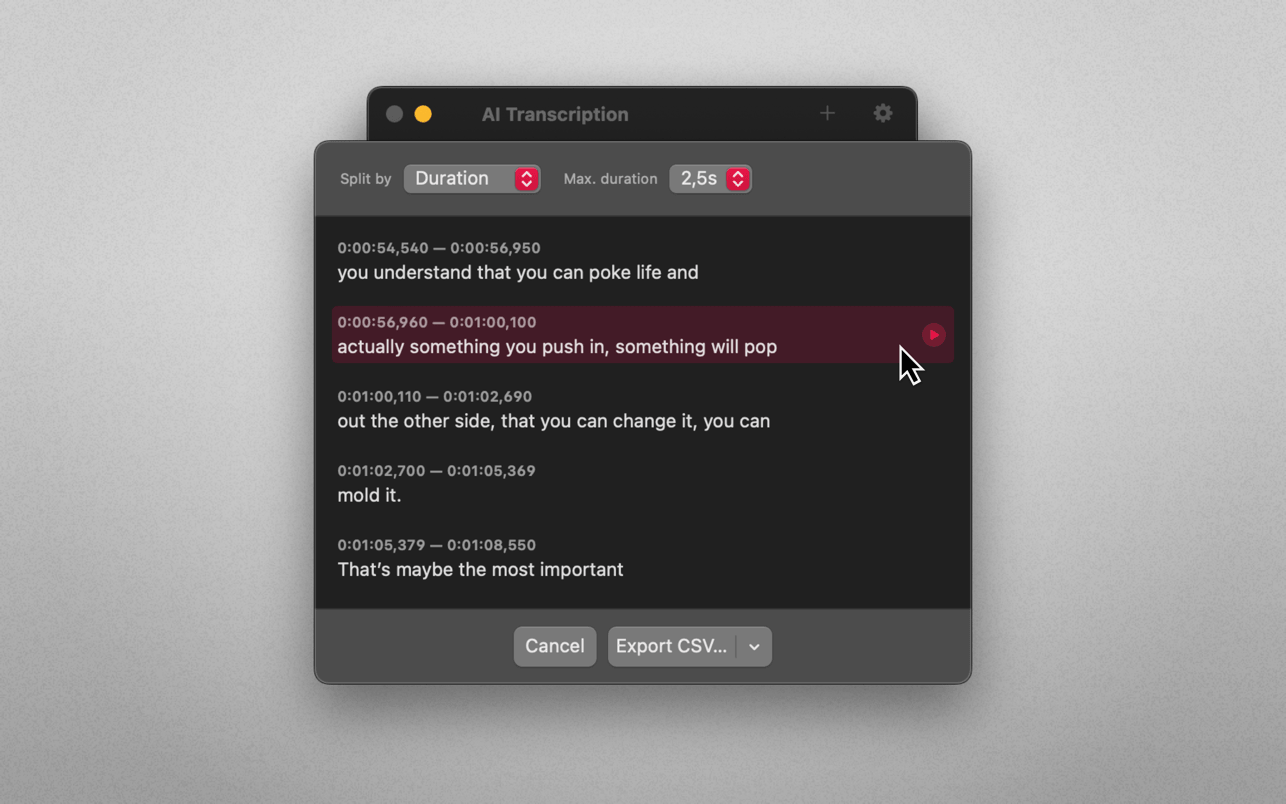 AI Transcription
Split by Duration Max. duration 2,5s
0:00:54,540 — 0:00:56,950
you understand that you can poke life and
0:00:56,960 — 0:01:00,100
actually something you push in, something will pop
0:01:00,110 — 0:01:02,690
out the other side, that you can change it, you can
0:01:02,700 — 0:01:05,369
mold it.
0:01:05,379 — 0:01:08,550
That’s maybe the most important
Cancel Export CSV...